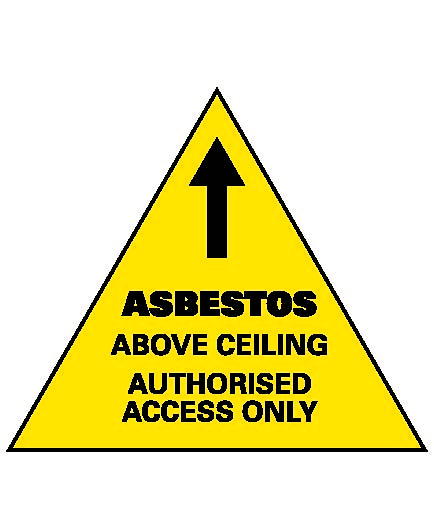 ASBESTOS
ABOVE CEILING
AUTHORISED
ACCESS ONLY